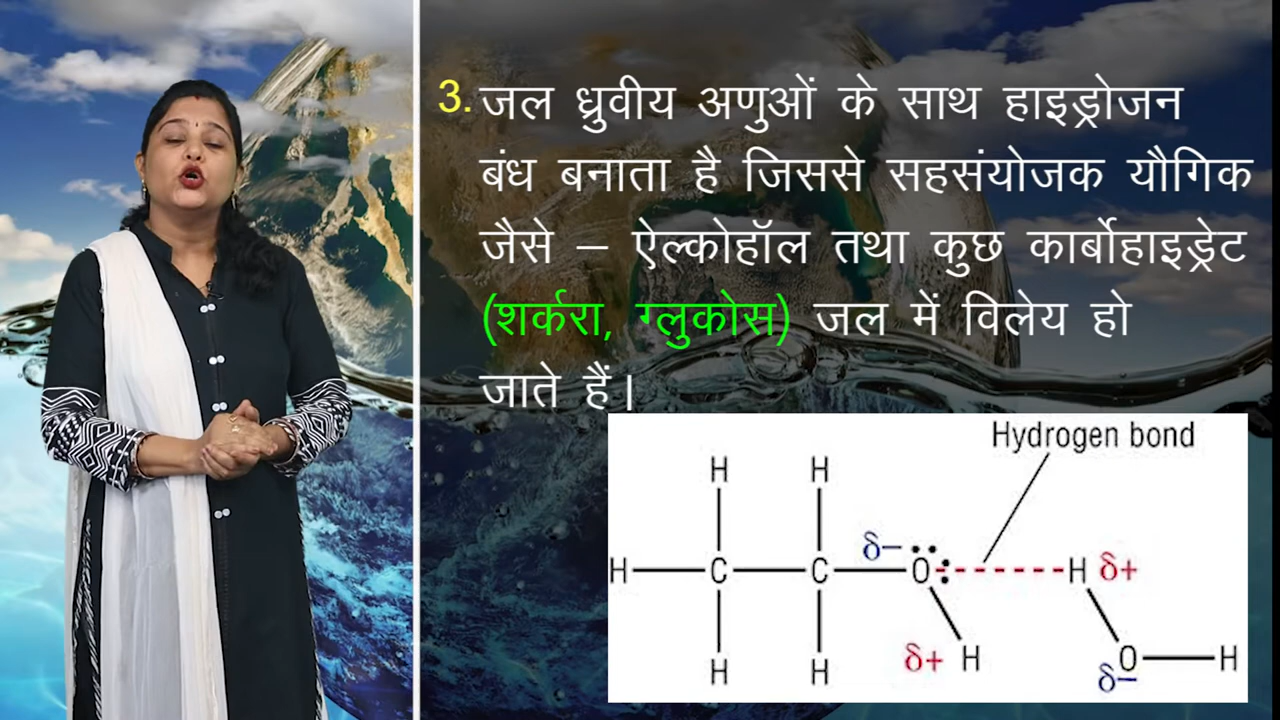 3. जल ध्रुवीय अणुओं के साथ हाइड्रोजन
बंध बनाता है जिससे सहसंयोजक यौगिक
जैसे – ऐल्कोहॉल तथा कुछ कार्बोहाइड्रेट
(शर्करा, ग्लुकोस) जल में विलेय हो
जाते हैं।
Hydrogen bond
H H
δ–
H C C O H δ+
δ+ H O H
H H
δ–